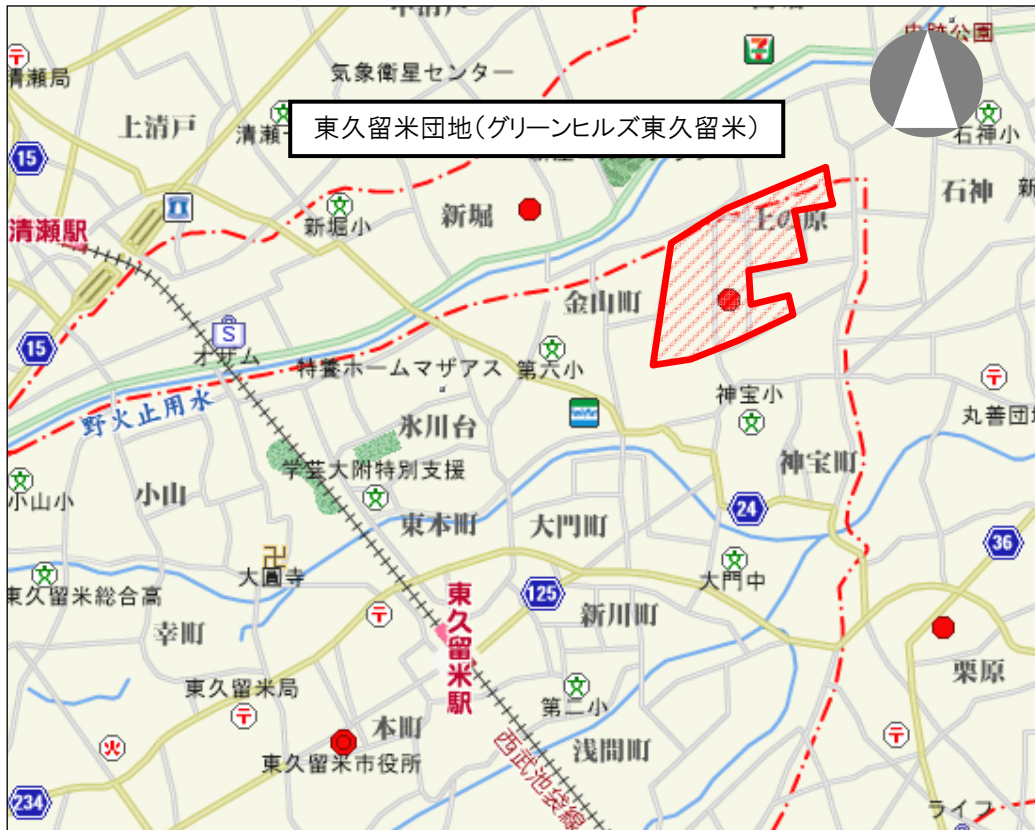 史跡公園
清瀬局
気象衛星センター
上清戸
東久留米団地(グリーンヒルズ東久留米)
石神小
15
石神
新堀
上の原
新堀小
清瀬駅
金山町
S
オザム
15
特養ホームマザアス
第六小
神宝小
丸善団地
野火止用水
氷川台
学芸大附特別支援
神宝町
小山小
小山
東本町
大門町
24
36
大圓寺
大門中
東久留米総合高
125
東久留米駅
新川町
幸町
栗原
東久留米局
第二小
本町
浅間町
東久留米市役所
西武池袋線
234
ライフ